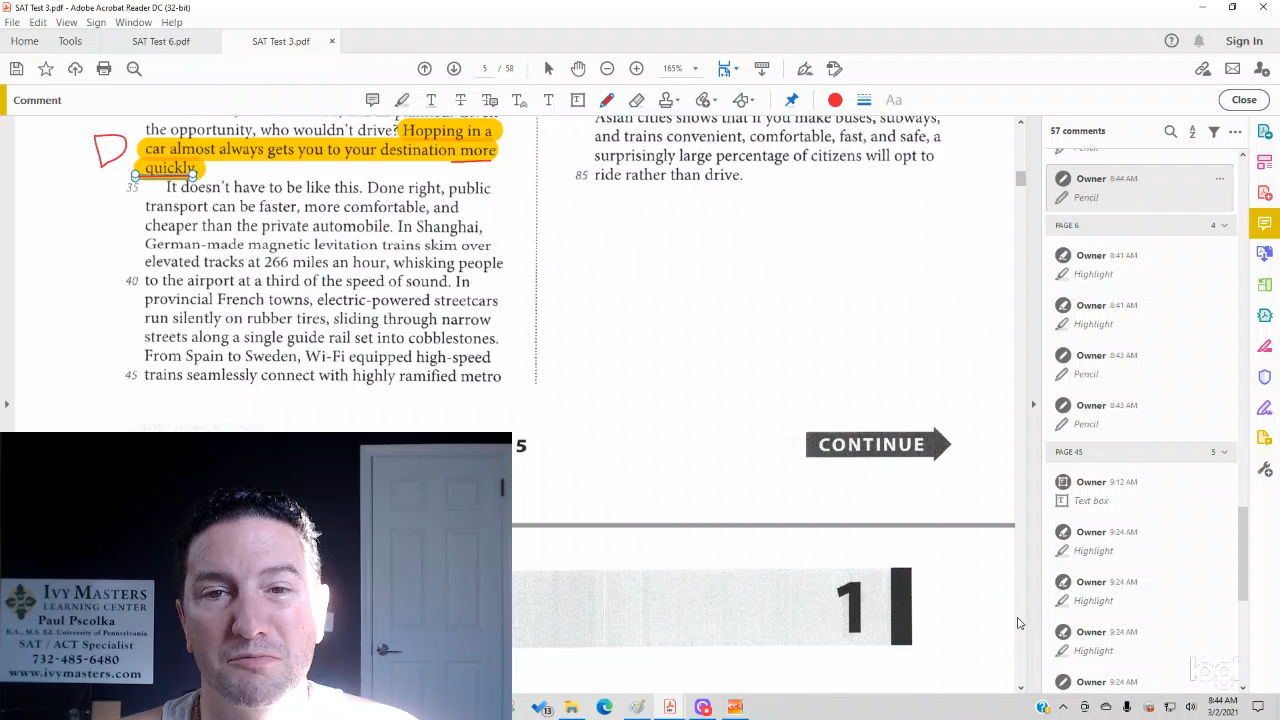 SAT Test 3.pdf - Adobe Acrobat Reader DC (32-bit)
File Edit View Sign Window Help
Home Tools SAT Test 6.pdf SAT Test 3.pdf × Sign In
5 / 58 165%
Comment Aa Close
the opportunity, who wouldn't drive? Hopping in a
car almost always gets you to your destination more
quickly.
35 It doesn't have to be like this. Done right, public
transport can be faster, more comfortable, and
cheaper than the private automobile. In Shanghai,
German-made magnetic levitation trains skim over
elevated tracks at 266 miles an hour, whisking people
40 to the airport at a third of the speed of sound. In
provincial French towns, electric-powered streetcars
run silently on rubber tires, sliding through narrow
streets along a single guide rail set into cobblestones.
From Spain to Sweden, Wi-Fi equipped high-speed
45 trains seamlessly connect with highly ramified metro
Asian cities shows that if you make buses, subways,
and trains convenient, comfortable, fast, and safe, a
surprisingly large percentage of citizens will opt to
85 ride rather than drive.
D
5
CONTINUE
1
57 comments
Pencil
Owner 8:44 AM
Pencil
PAGE 6 4
Owner 8:41 AM
Highlight
Owner 8:41 AM
Highlight
Owner 8:43 AM
Pencil
Owner 8:43 AM
Pencil
PAGE 45 5
Owner 9:12 AM
Text box
Owner 9:24 AM
Highlight
Owner 9:24 AM
Highlight
Owner 9:24 AM
Highlight
Owner 9:24 AM
IVY MASTERS
LEARNING CENTER
Paul Pscolka
B.A., M.S. Ed. University of Pennsylvania
SAT / ACT Specialist
732-485-6480
www.ivymasters.com
13
8:44 AM
3/2/2021